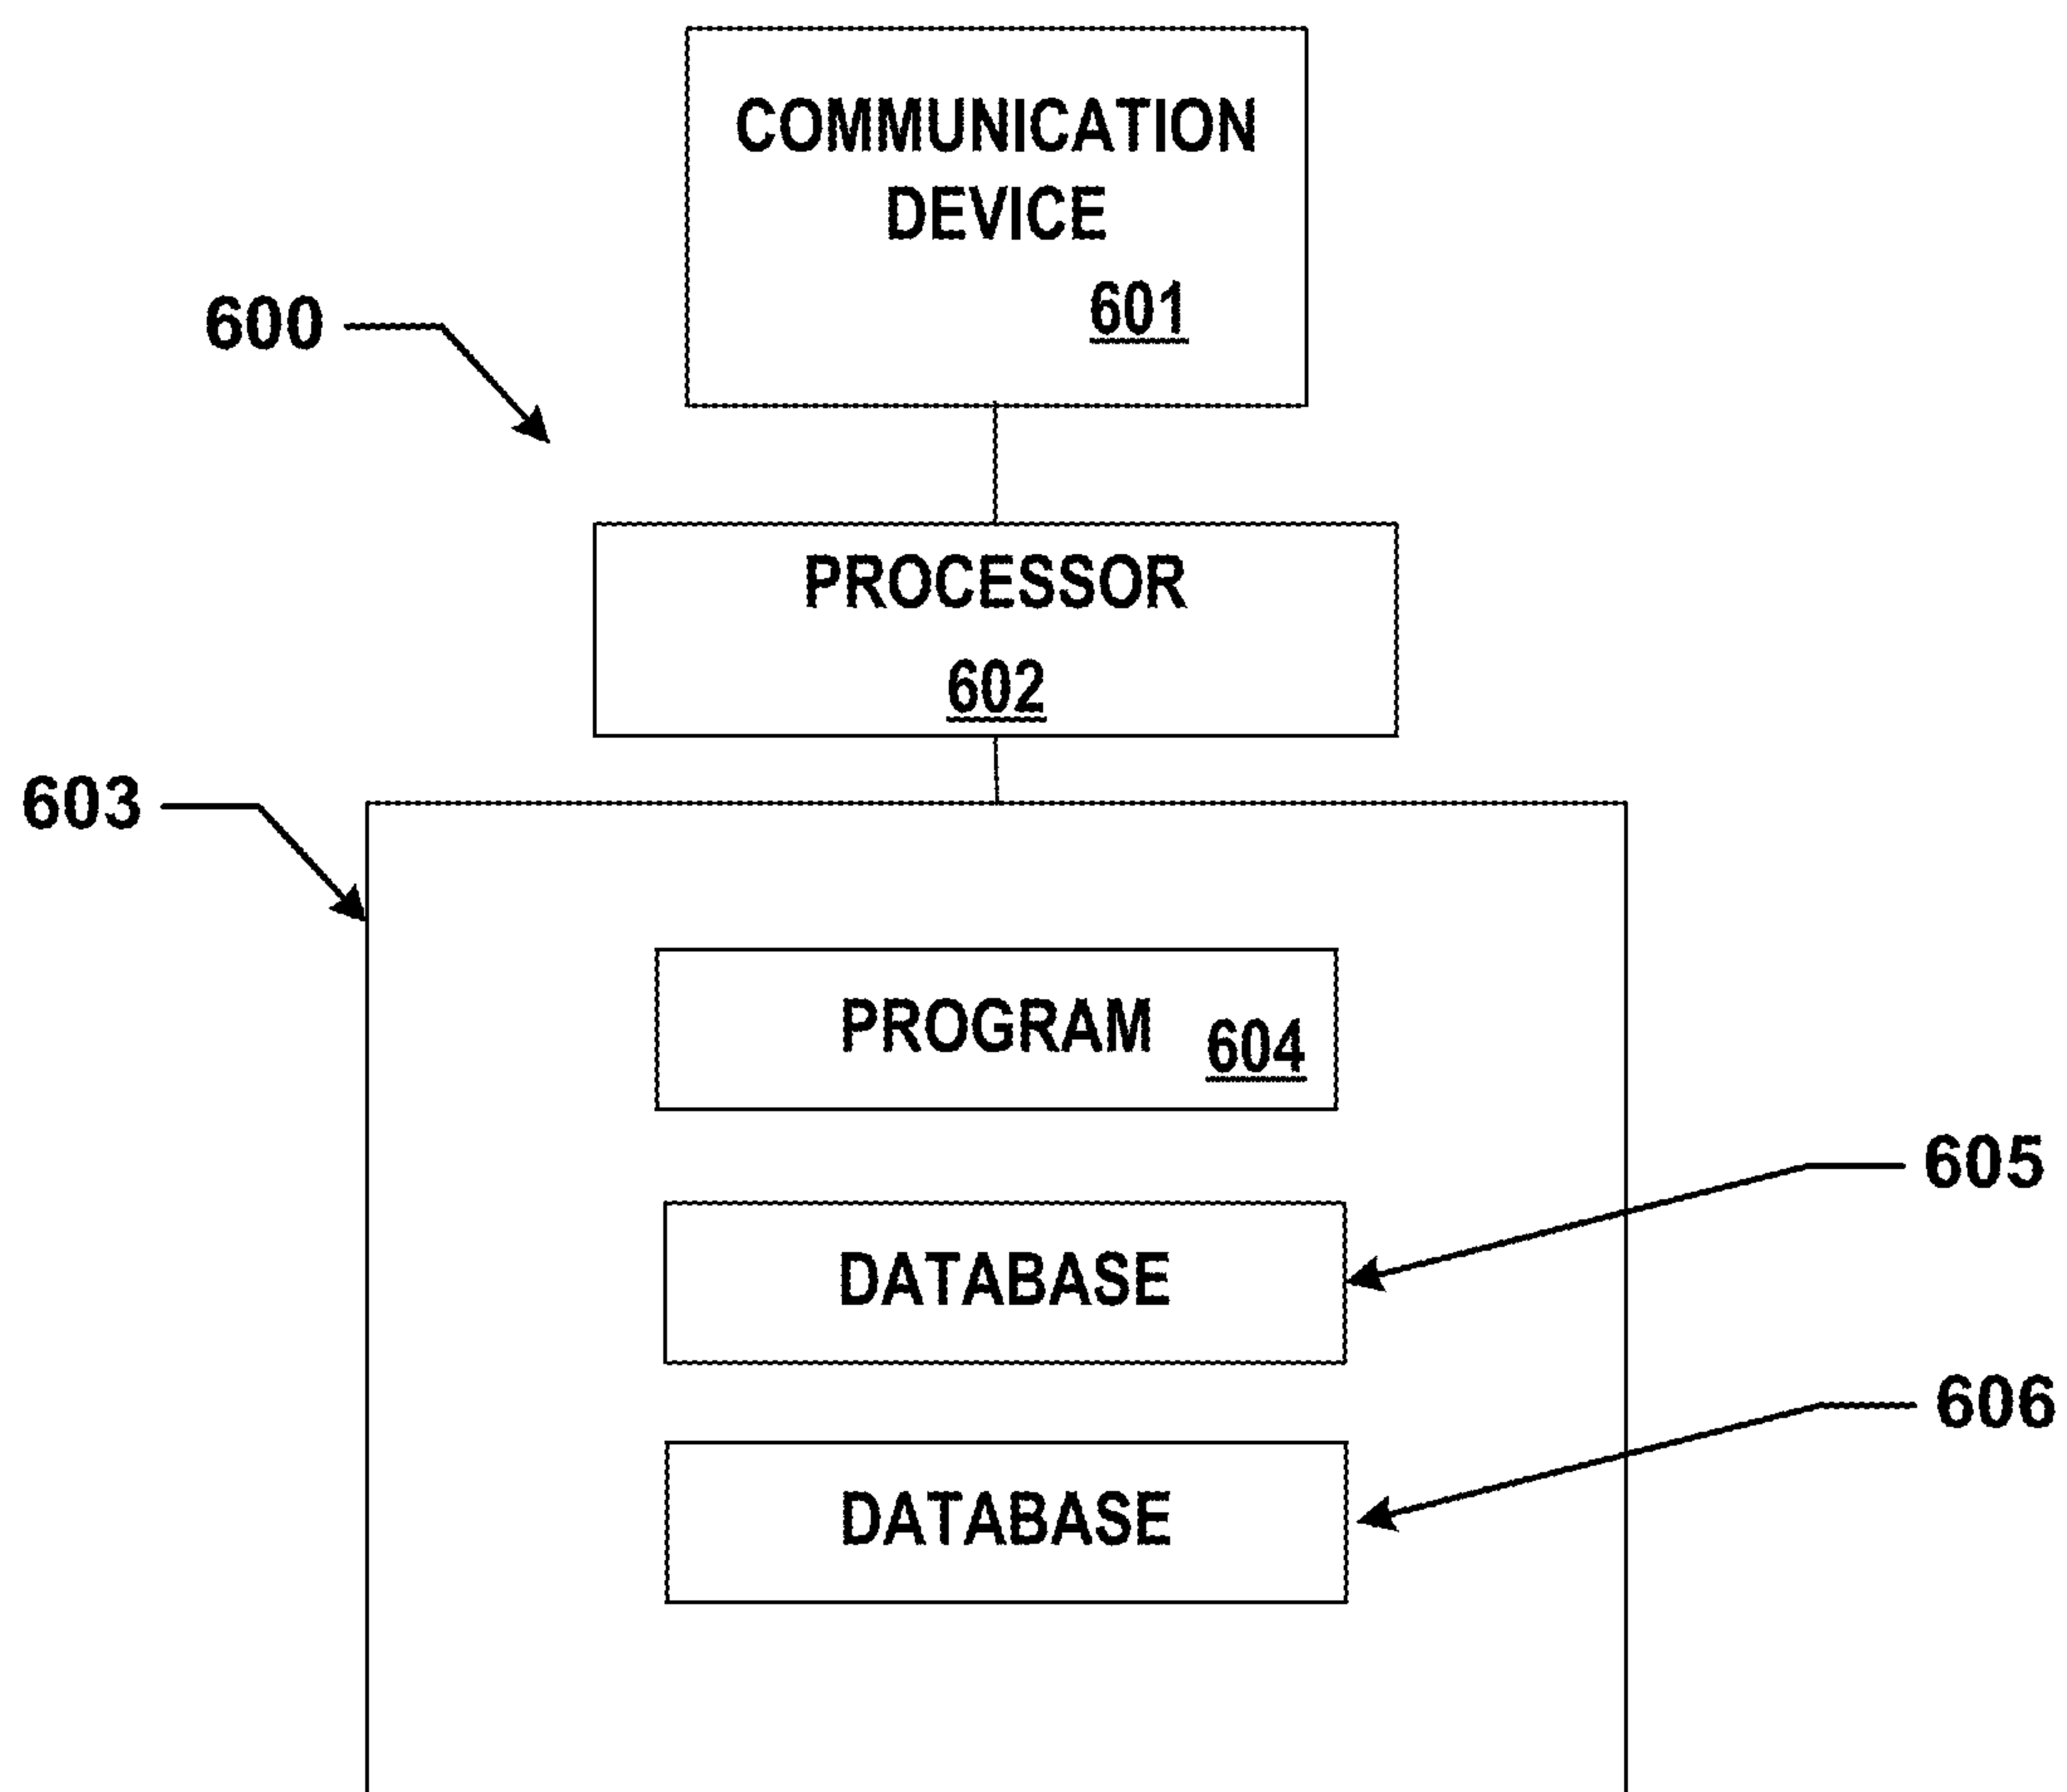 COMMUNICATION
DEVICE
601
600
PROCESSOR
602
603
PROGRAM 604
605
DATABASE
606
DATABASE